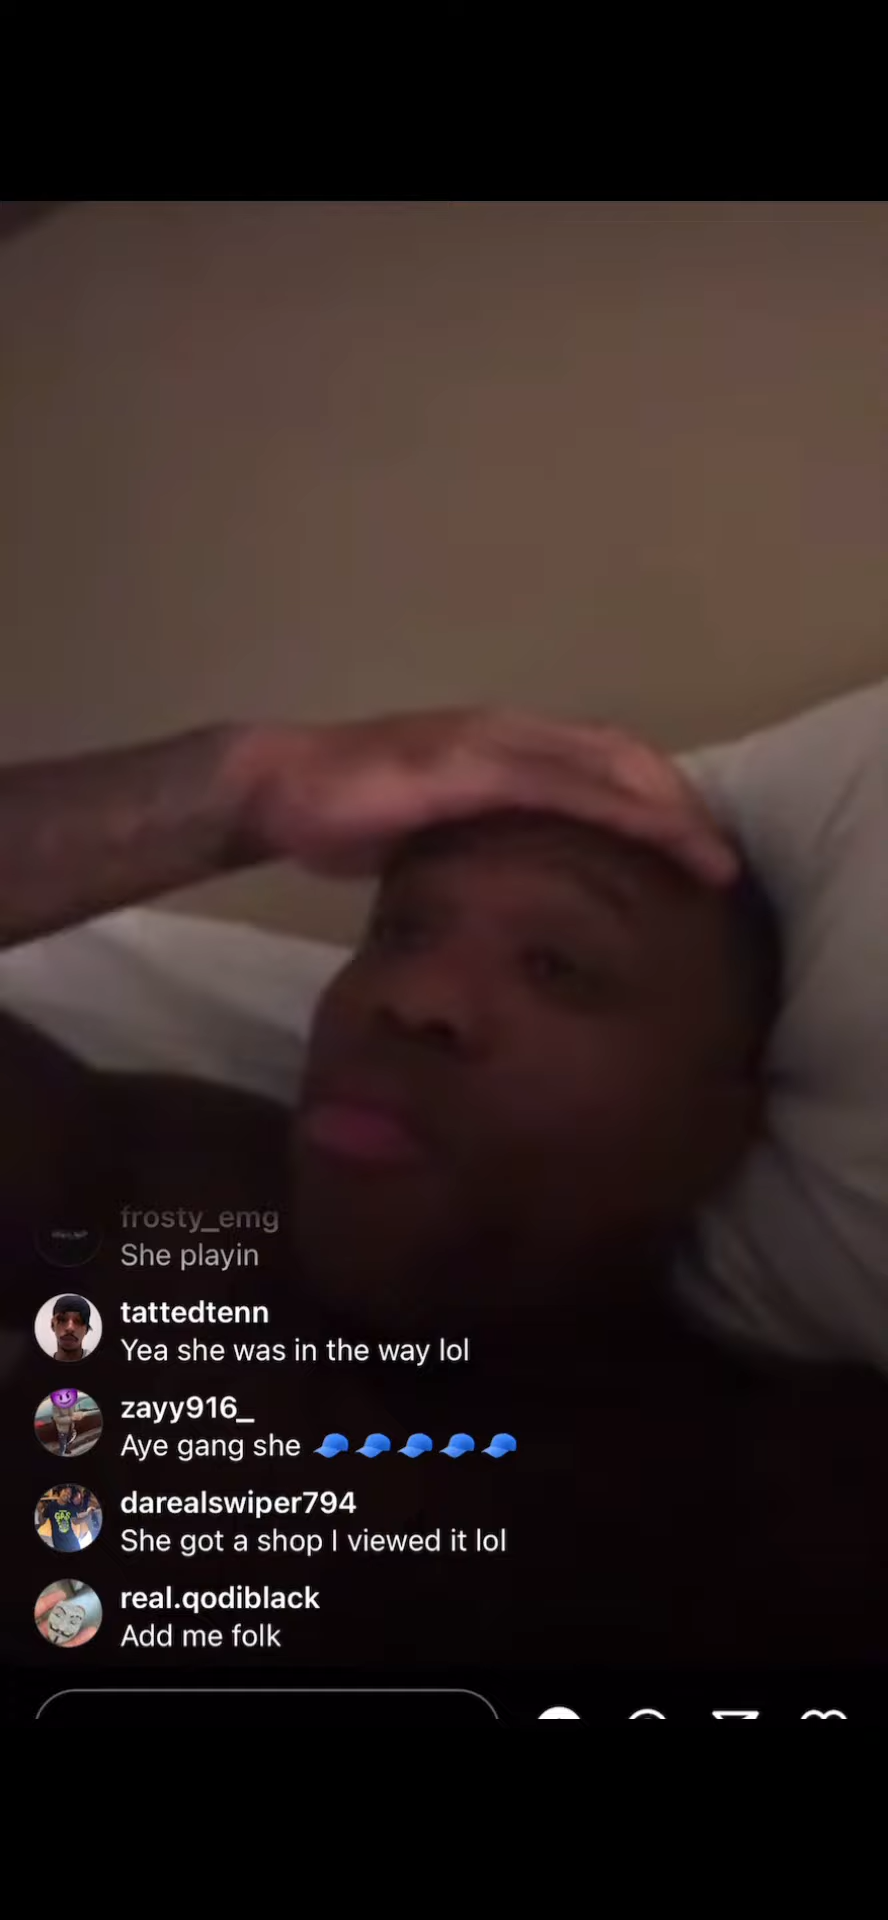 frosty_emg
She playin
tattedtenn
Yea she was in the way lol
zayy916_
Aye gang she 🧢🧢🧢🧢🧢
darealswiper794
She got a shop I viewed it lol
real.qodiblack
Add me folk